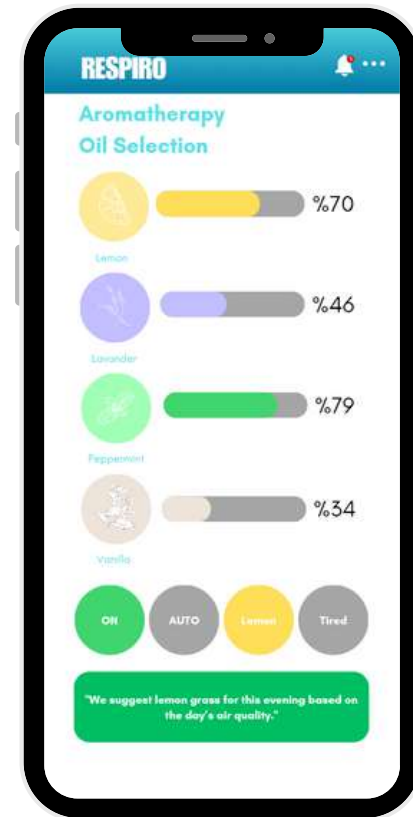 RESPIRO
Aromatherapy
Oil Selection
%70
Lemon
%46
Lavander
%79
Peppermint
%34
Vanilla
ON
AUTO
Lemon
Tired
"We suggest lemon grass for this evening based on
the day's air quality."